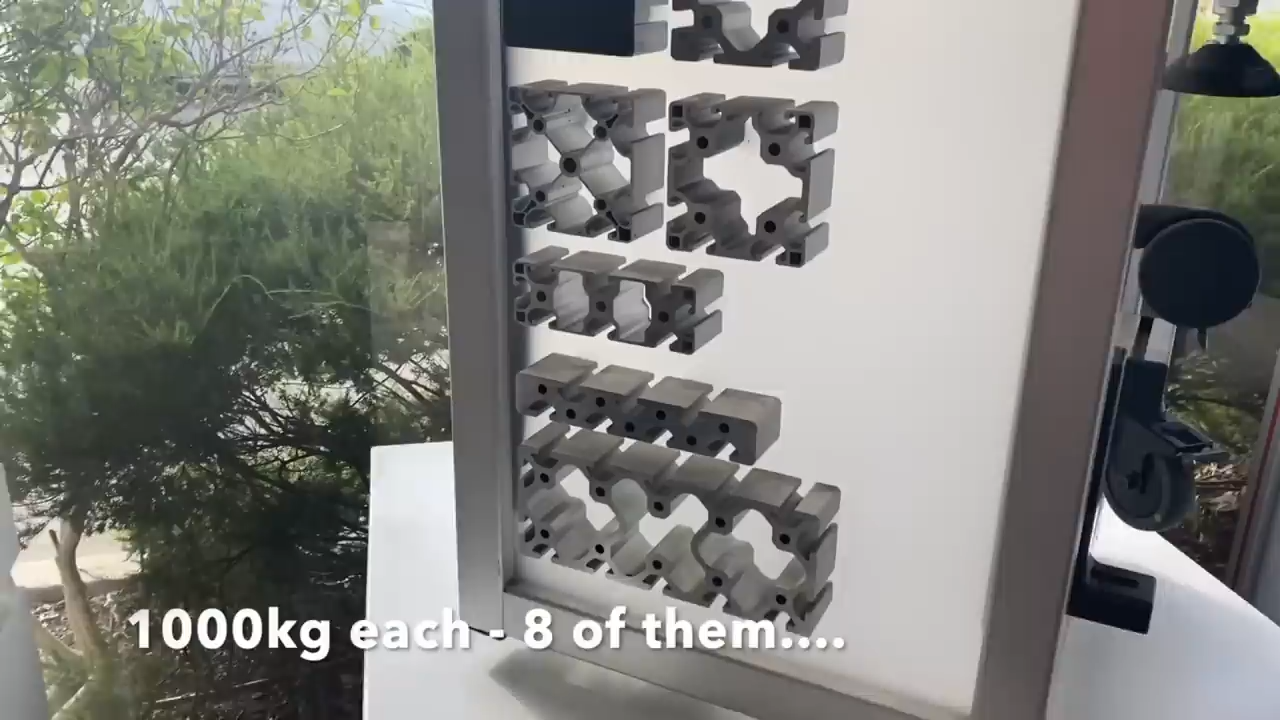 1000kg each - 8 of them....